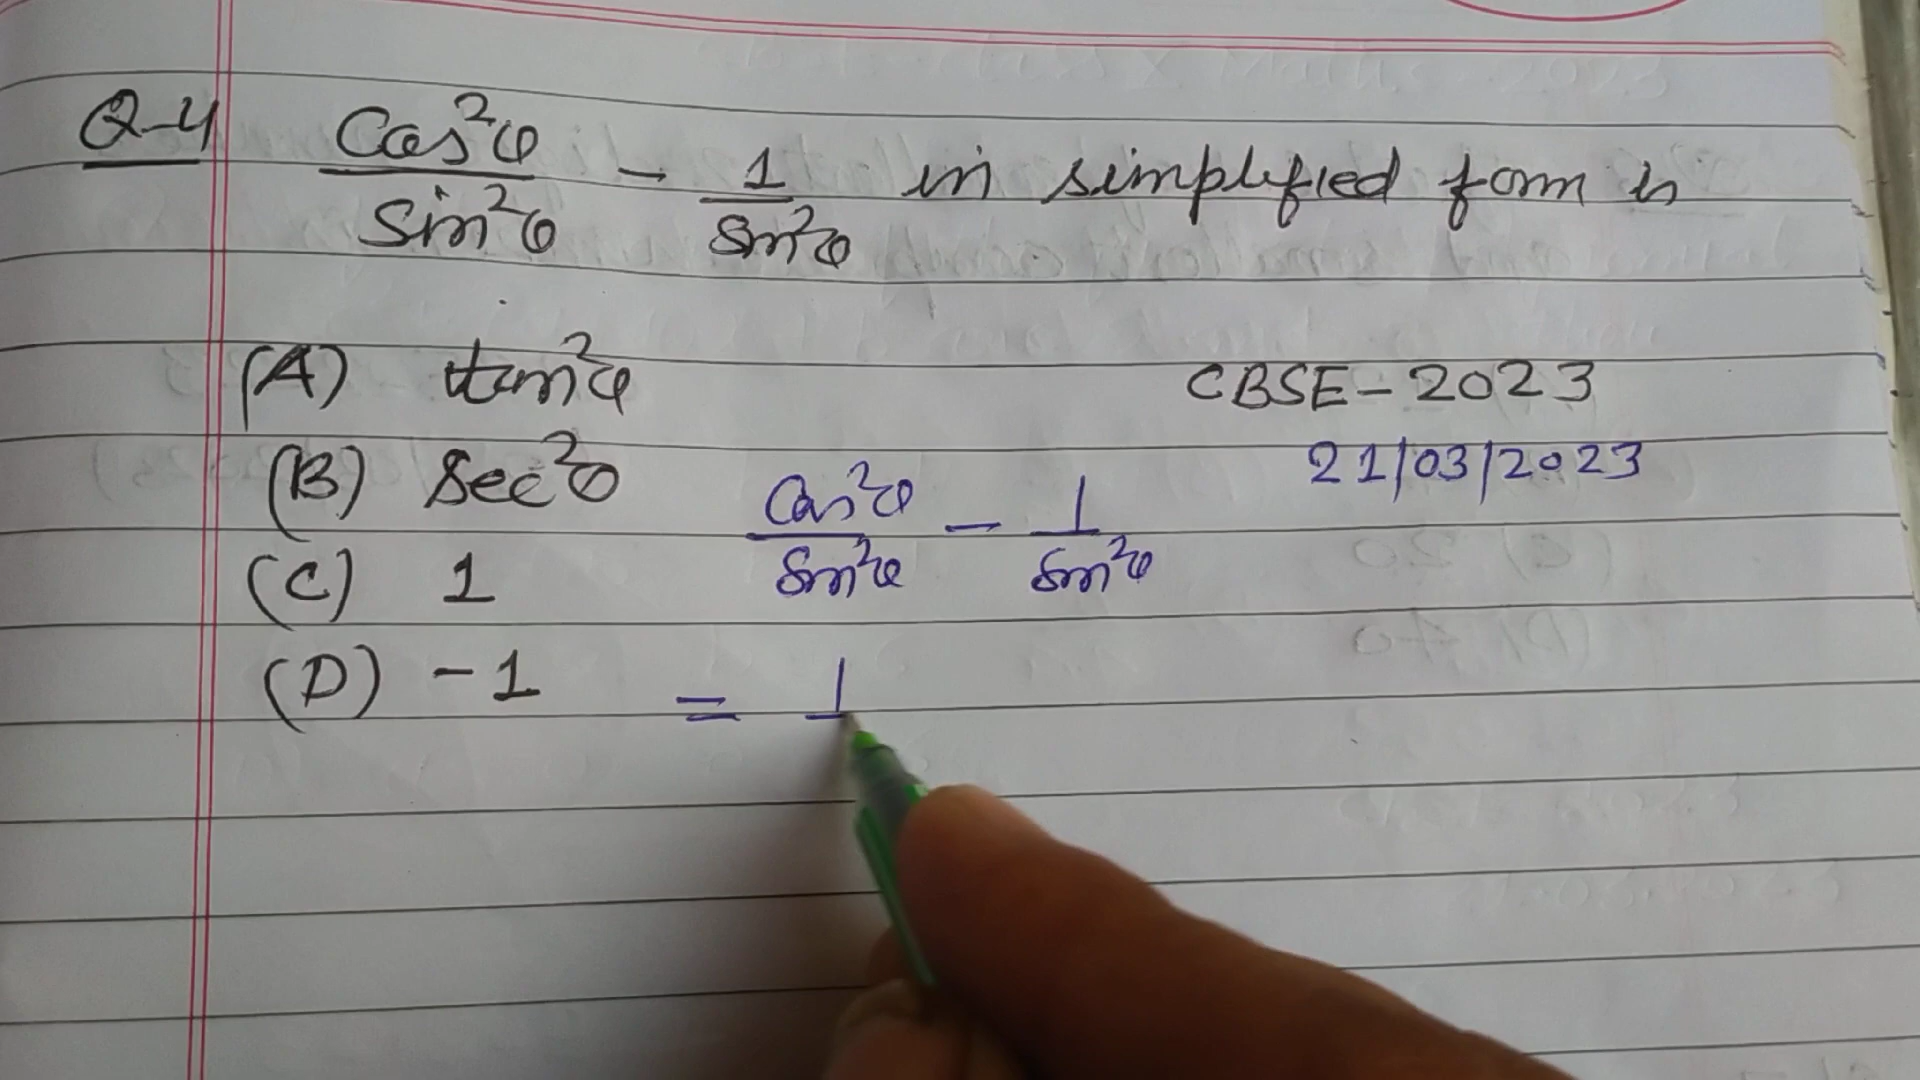 Q-4 Cos²θ/Sin²θ - 1/Sin²θ in simplified form is
(A) tan²θ
CBSE-2023
(B) Sec²θ
21/03/2023
Cos²θ/Sin²θ - 1/Sin²θ
(C) 1
(D) -1
= 1